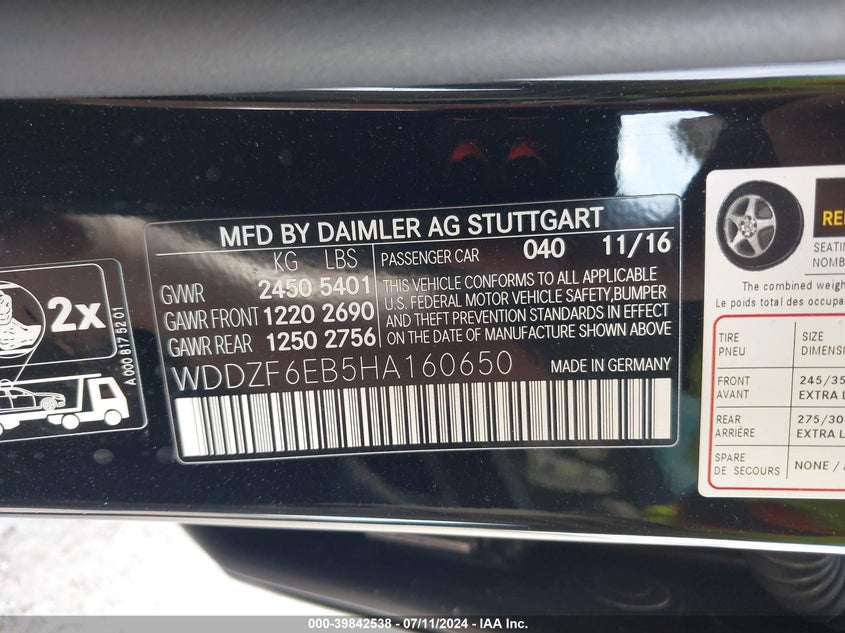 MFD BY DAIMLER AG STUTTGART
KG LBS
GVWR 2450 5401
GAWR FRONT 1220 2690
GAWR REAR 1250 2756
PASSENGER CAR 040 11/16
THIS VEHICLE CONFORMS TO ALL APPLICABLE
U.S. FEDERAL MOTOR VEHICLE SAFETY, BUMPER
AND THEFT PREVENTION STANDARDS IN EFFECT
ON THE DATE OF MANUFACTURE SHOWN ABOVE
WDDZF6EB5HA160650 MADE IN GERMANY
2x
A 000 817 52 01
SEATIN
NOMB
The combined weigh
Le poids total des occupa
TIRE SIZE
PNEU DIMENSI
FRONT 245/35
AVANT EXTRA L
REAR 275/30
ARRIÈRE EXTRA L
SPARE
DE SECOURS NONE /
000-39842538 - 07/11/2024 - IAA Inc.